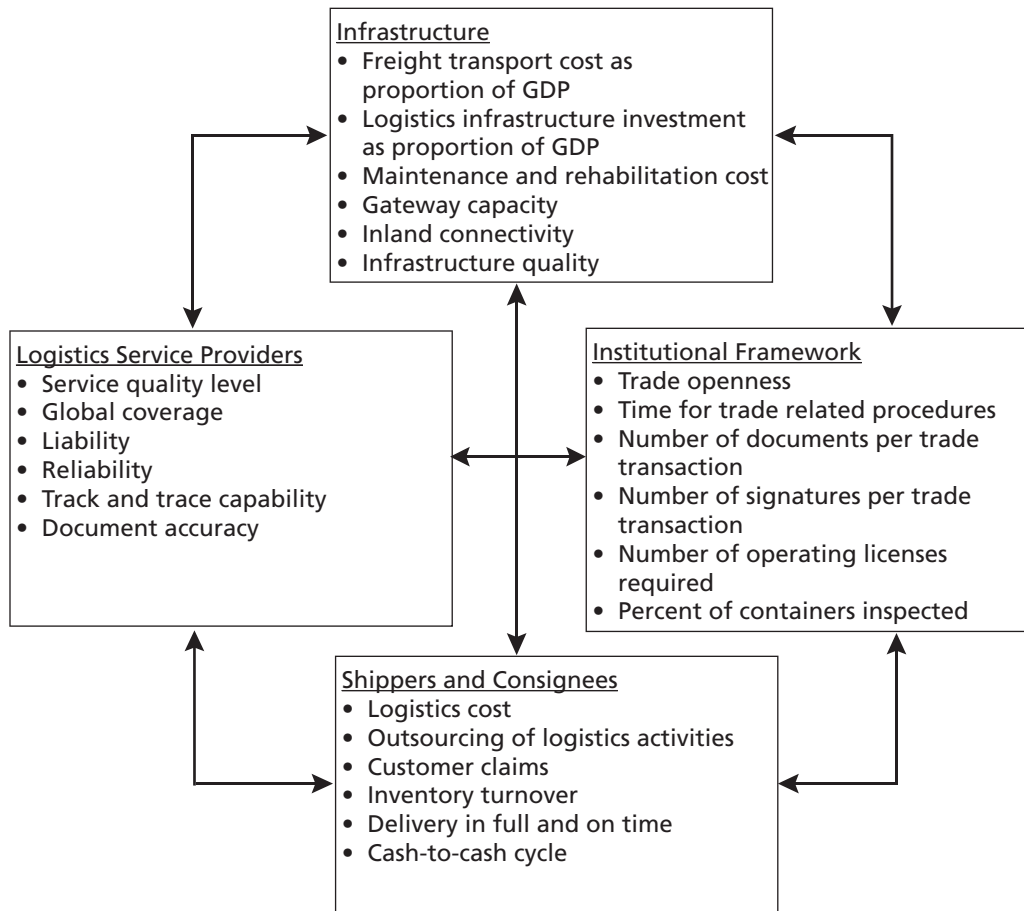 Infrastructure
• Freight transport cost as
proportion of GDP
• Logistics infrastructure investment
as proportion of GDP
• Maintenance and rehabilitation cost
• Gateway capacity
• Inland connectivity
• Infrastructure quality
Logistics Service Providers
• Service quality level
• Global coverage
• Liability
• Reliability
• Track and trace capability
• Document accuracy
Institutional Framework
• Trade openness
• Time for trade related procedures
• Number of documents per trade
transaction
• Number of signatures per trade
transaction
• Number of operating licenses
required
• Percent of containers inspected
Shippers and Consignees
• Logistics cost
• Outsourcing of logistics activities
• Customer claims
• Inventory turnover
• Delivery in full and on time
• Cash-to-cash cycle